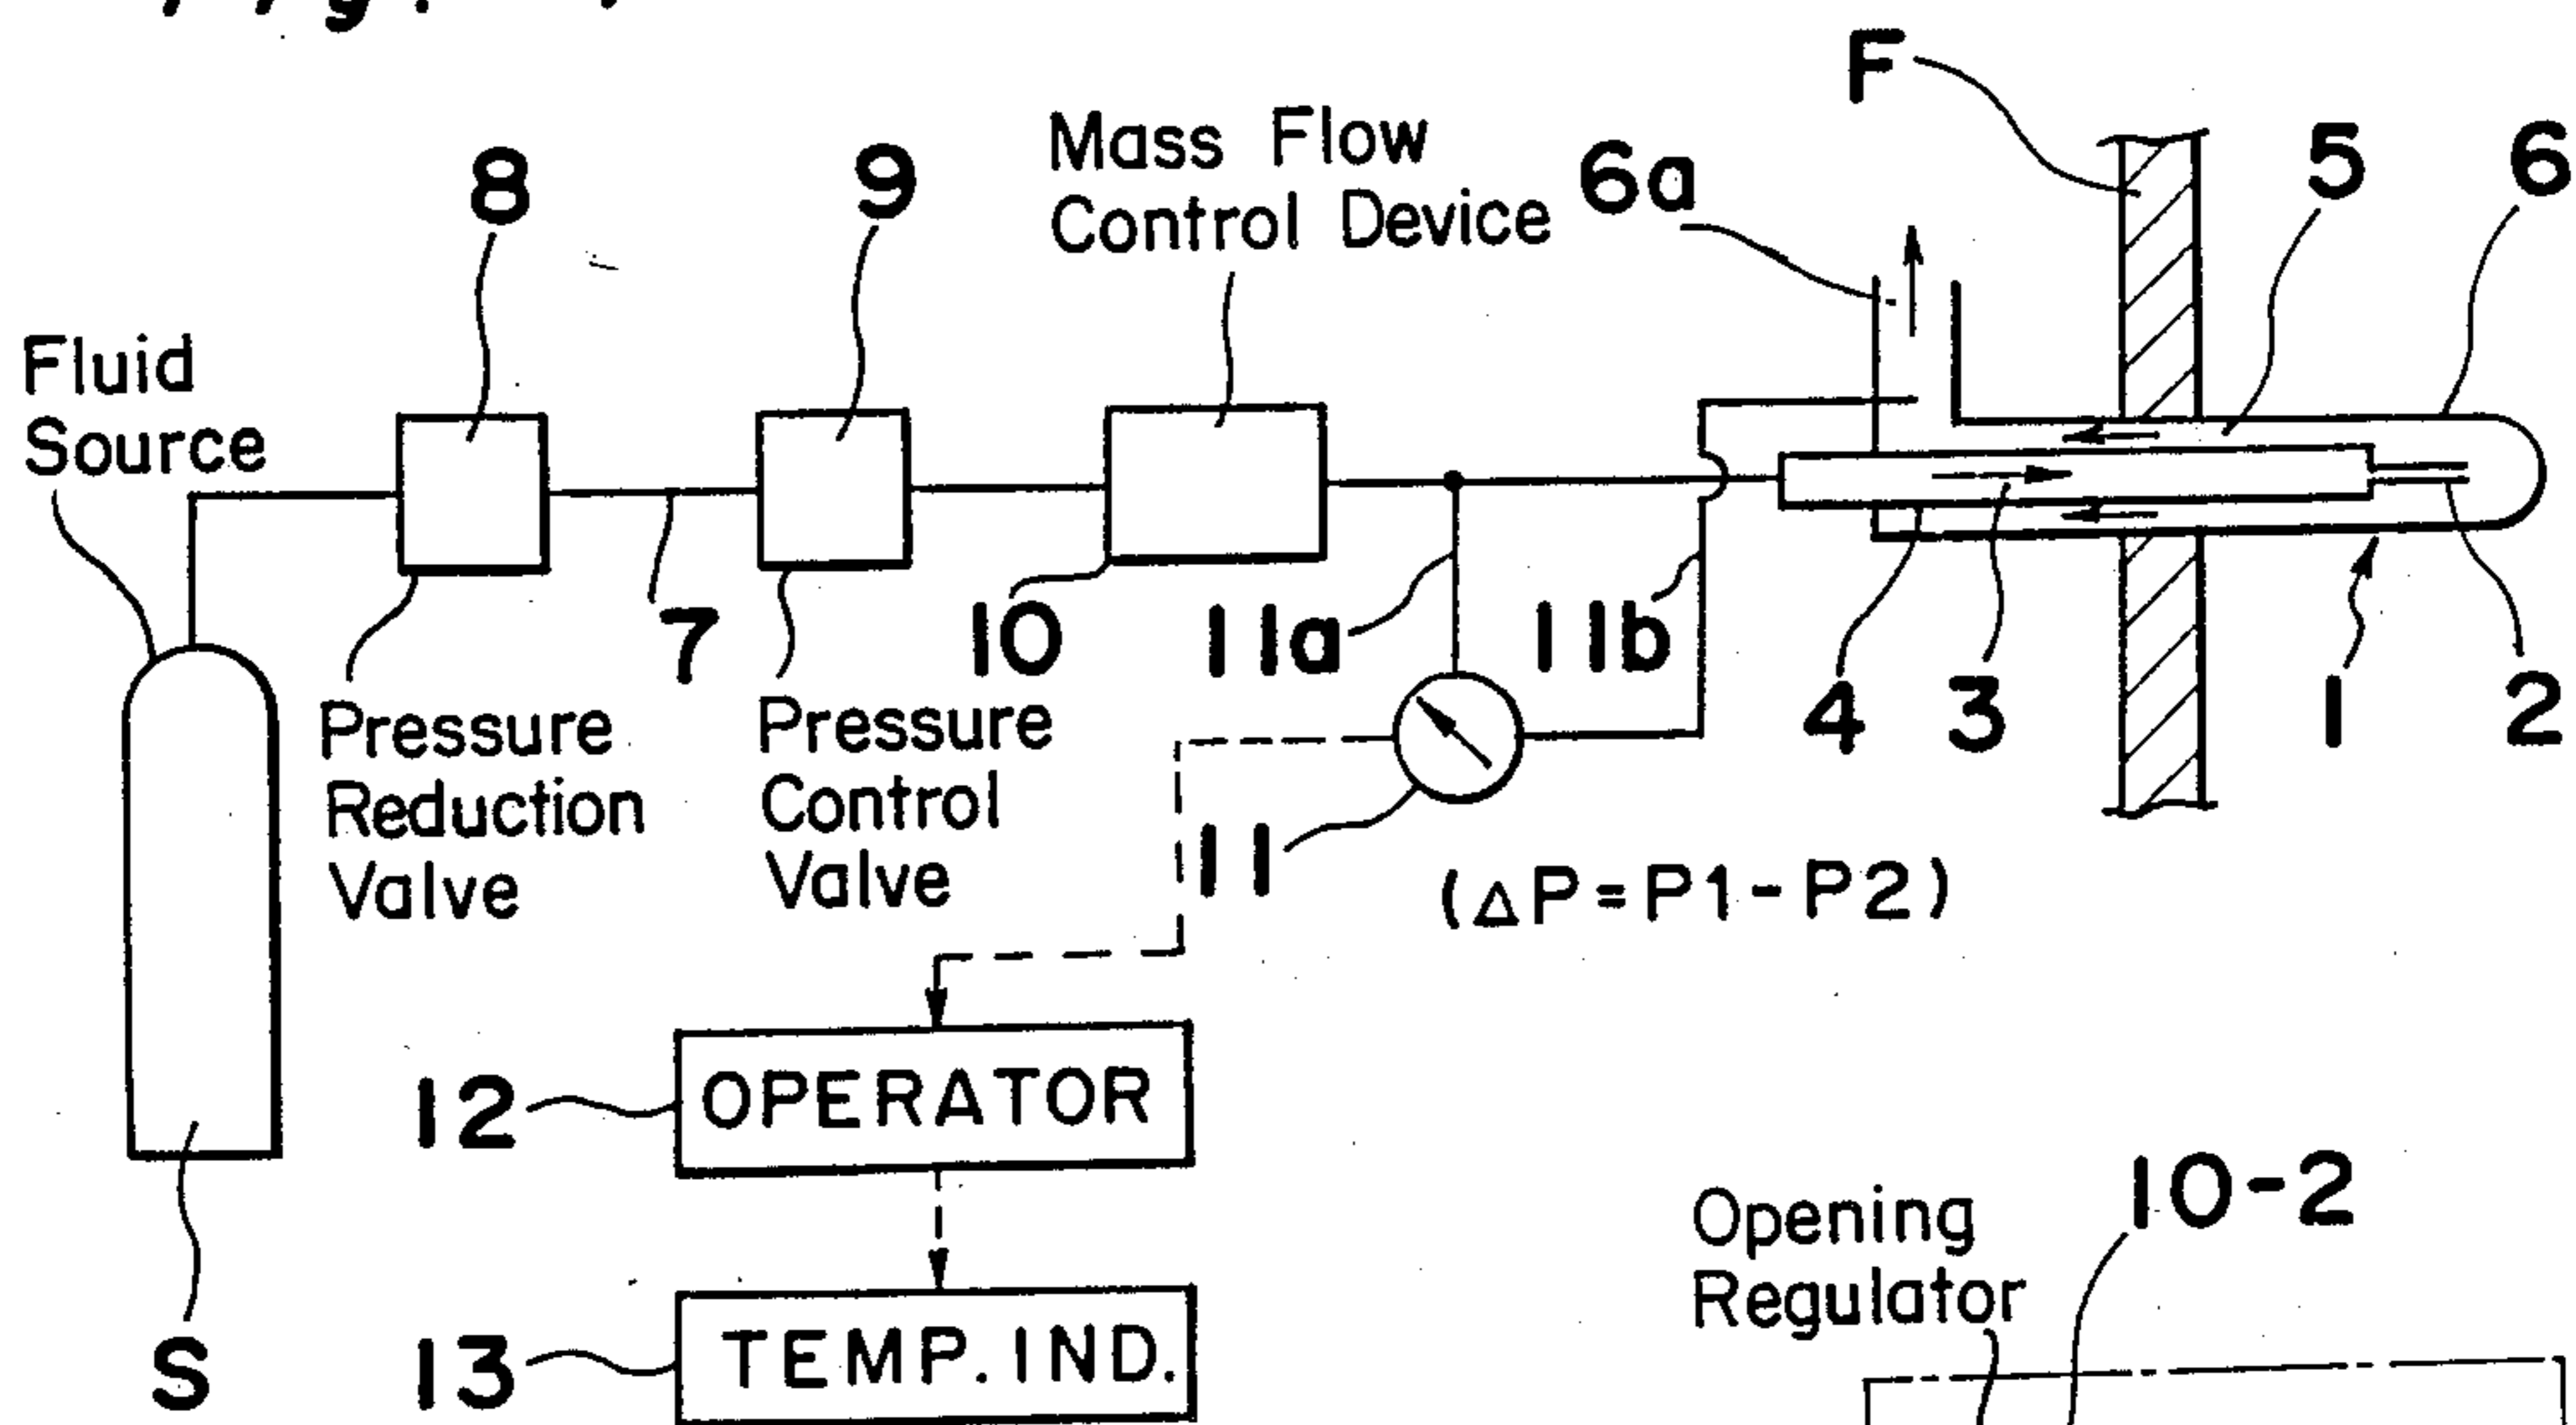 F
Mass Flow
Control Device
8
9
6a
5
6
Fluid
Source
7
10
11a
11b
4
3
1
2
Pressure
Reduction
Valve
Pressure
Control
Valve
11
(△P=P1-P2)
12
OPERATOR
S
13
TEMP. IND.
Opening
Regulator
10-2